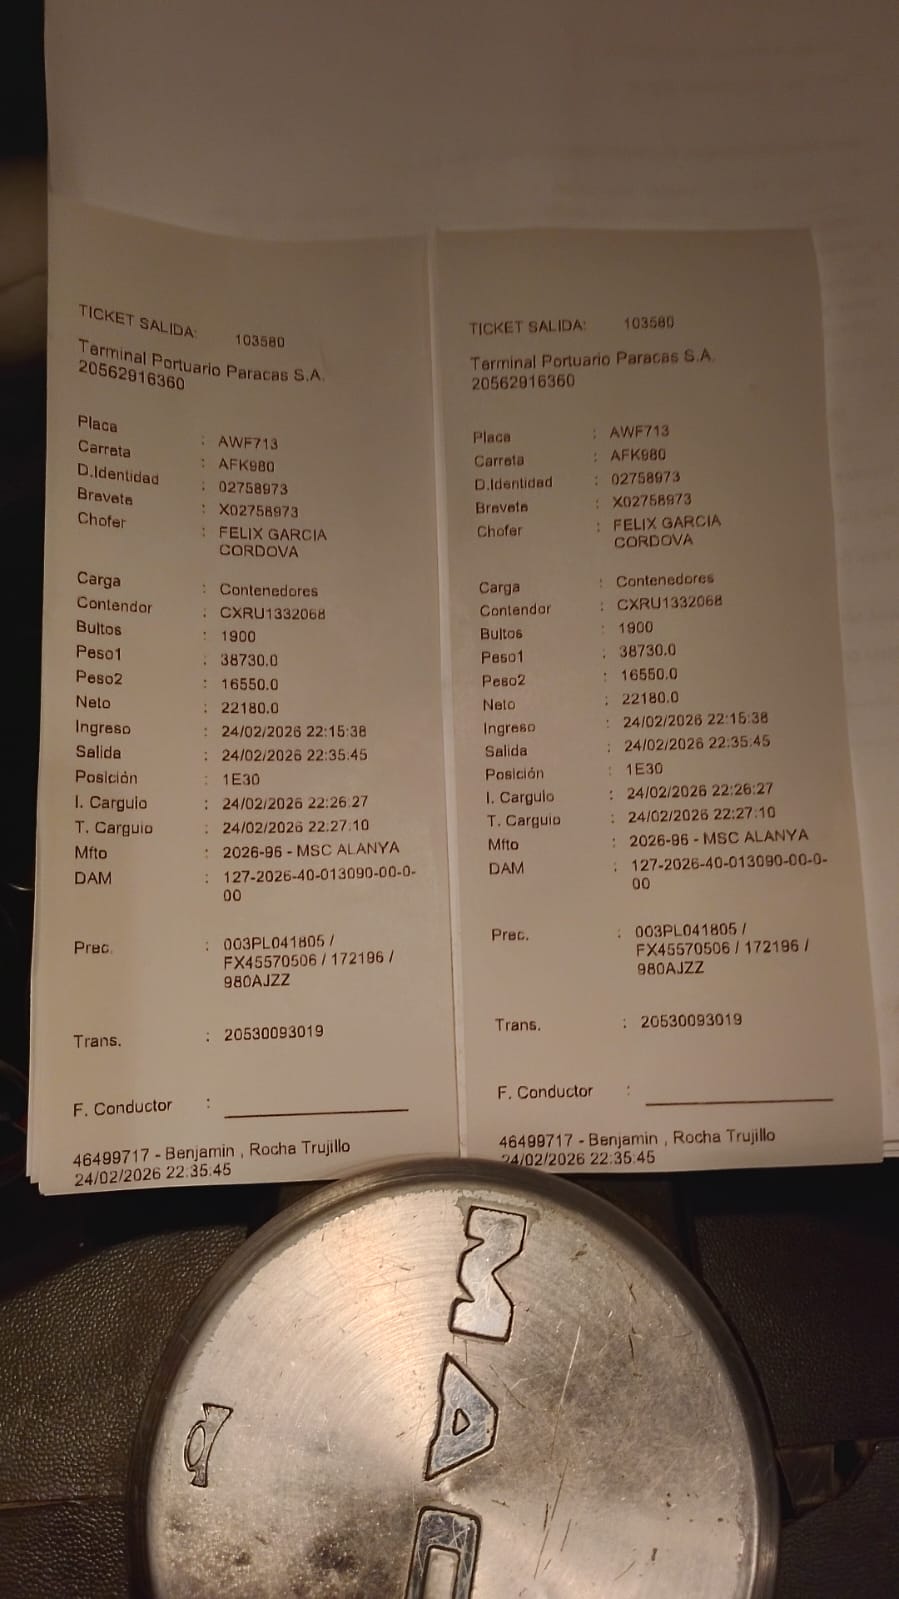 TICKET SALIDA: 103580
Terminal Portuario Paracas S.A.
20562916360
Placa : AWF713
Carreta : AFK980
D.Identidad : 02758973
Brevete : X02758973
Chofer : FELIX GARCIA
CORDOVA
Carga : Contenedores
Contendor : CXRU1332068
Bultos : 1900
Peso1 : 38730.0
Peso2 : 16550.0
Neto : 22180.0
Ingreso : 24/02/2026 22:15:38
Salida : 24/02/2026 22:35:45
Posición : 1E30
I. Carguio : 24/02/2026 22:26:27
T. Carguio : 24/02/2026 22:27:10
Mfto : 2026-96 - MSC ALANYA
DAM : 127-2026-40-013090-00-0-
00
Prec. : 003PL041805 /
FX45570506 / 172196 /
980AJZZ
Trans. : 20530093019
F. Conductor :
46499717 - Benjamin , Rocha Trujillo
24/02/2026 22:35:45
TICKET SALIDA: 103580
Terminal Portuario Paracas S.A.
20562916360
Placa : AWF713
Carreta : AFK980
D.Identidad : 02758973
Brevete : X02758973
Chofer : FELIX GARCIA
CORDOVA
Carga : Contenedores
Contendor : CXRU1332068
Bultos : 1900
Peso1 : 38730.0
Peso2 : 16550.0
Neto : 22180.0
Ingreso : 24/02/2026 22:15:38
Salida : 24/02/2026 22:35:45
Posición : 1E30
I. Carguio : 24/02/2026 22:26:27
T. Carguio : 24/02/2026 22:27:10
Mfto : 2026-96 - MSC ALANYA
DAM : 127-2026-40-013090-00-0-
00
Prec. : 003PL041805 /
FX45570506 / 172196 /
980AJZZ
Trans. : 20530093019
F. Conductor :
46499717 - Benjamin , Rocha Trujillo
24/02/2026 22:35:45